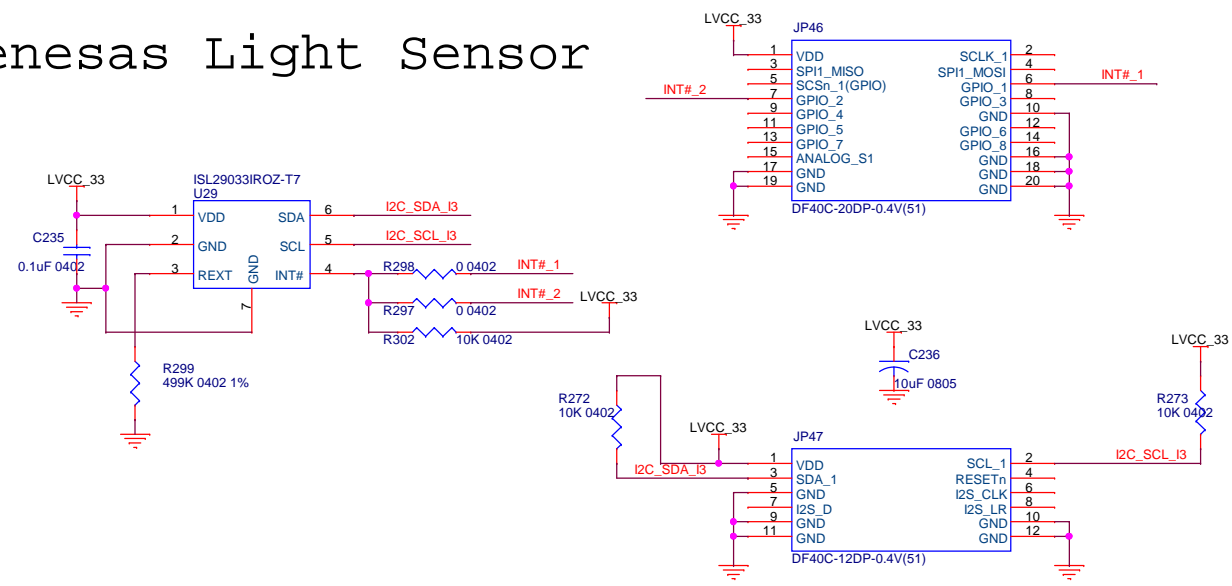 enesas Light Sensor
LVCC_33
JP46
1 VDD SCLK_1 2
3 SPI1_MISO SPI1_MOSI 4
5 SCSn_1(GPIO) GPIO_1 6 INT#_1
INT#_2 7 GPIO_2 GPIO_3 8
9 GPIO_4 GND 10
11 GPIO_5 GPIO_6 12
13 GPIO_7 GPIO_8 14
15 ANALOG_S1 GND 16
17 GND GND 18
19 GND GND 20
DF40C-20DP-0.4V(51)
LVCC_33
ISL29033IROZ-T7
U29
1 VDD SDA 6 I2C_SDA_I3
2 GND SCL 5 I2C_SCL_I3
3 REXT GND INT# 4
7
C235
0.1uF 0402
R298 0 0402 INT#_1
R297 0 0402 INT#_2
R302 10K 0402
LVCC_33
R299
499K 0402 1%
LVCC_33
C236
10uF 0805
LVCC_33
R273
10K 0402
R272
10K 0402
LVCC_33
JP47
1 VDD SCL_1 2 I2C_SCL_I3
I2C_SDA_I3 3 SDA_1 RESETn 4
5 GND I2S_CLK 6
7 I2S_D I2S_LR 8
9 GND GND 10
11 GND GND 12
DF40C-12DP-0.4V(51)